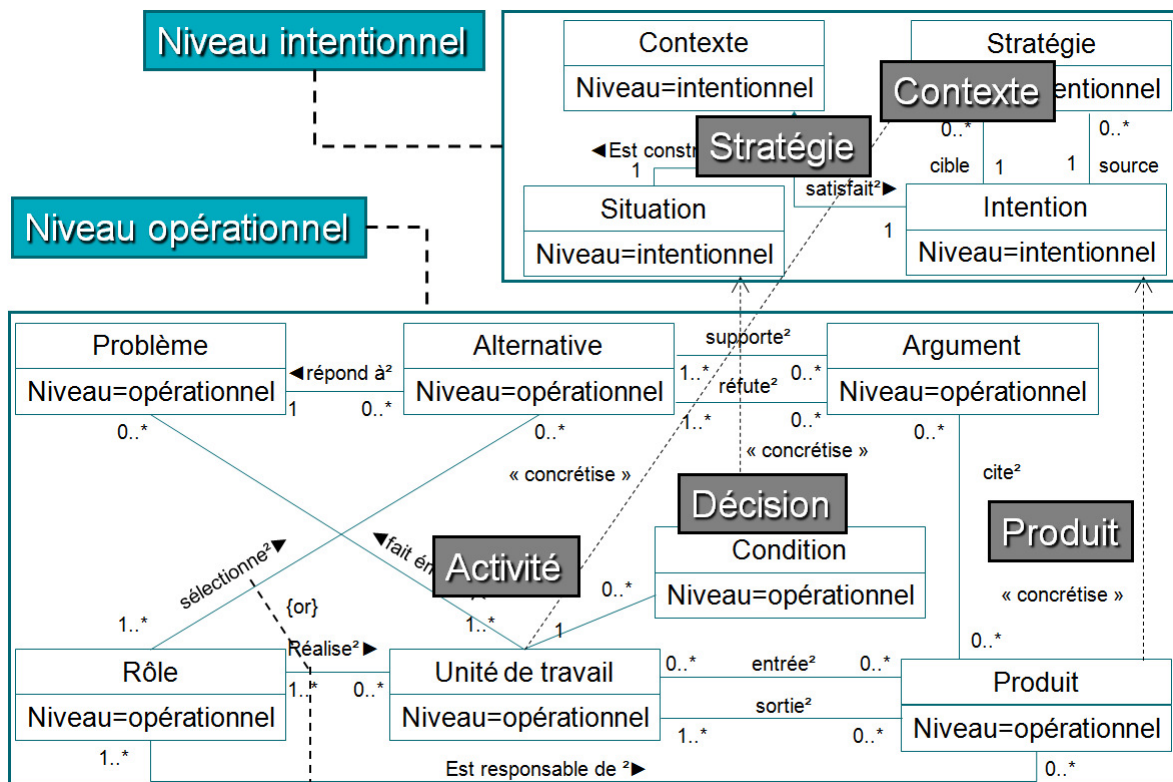 Niveau intentionnel
Contexte
Niveau=intentionnel
Stratégie
Contexte
Stratégie
0..*
0..*
◄Est
1
cible
1
1
source
satisfait²►
1
Situation
Niveau=intentionnel
Intention
Niveau=intentionnel
Niveau opérationnel
Problème
Niveau=opérationnel
◄répond à²
1
0..*
Alternative
Niveau=opérationnel
supporte²
1..*
0..*
réfute²
1..*
0..*
Argument
Niveau=opérationnel
0..*
0..*
0..*
« concrétise »
« concrétise »
cite²
Décision
Produit
Activité
◄fait
sélectionne²►
Condition
Niveau=opérationnel
« concrétise »
0..*
{or}
1..*
1..*
1
0..*
Réalise²►
1..*
0..*
Rôle
Niveau=opérationnel
Unité de travail
Niveau=opérationnel
0..*
entrée²
0..*
sortie²
1..*
0..*
Produit
Niveau=opérationnel
1..*
Est responsable de ²►
0..*